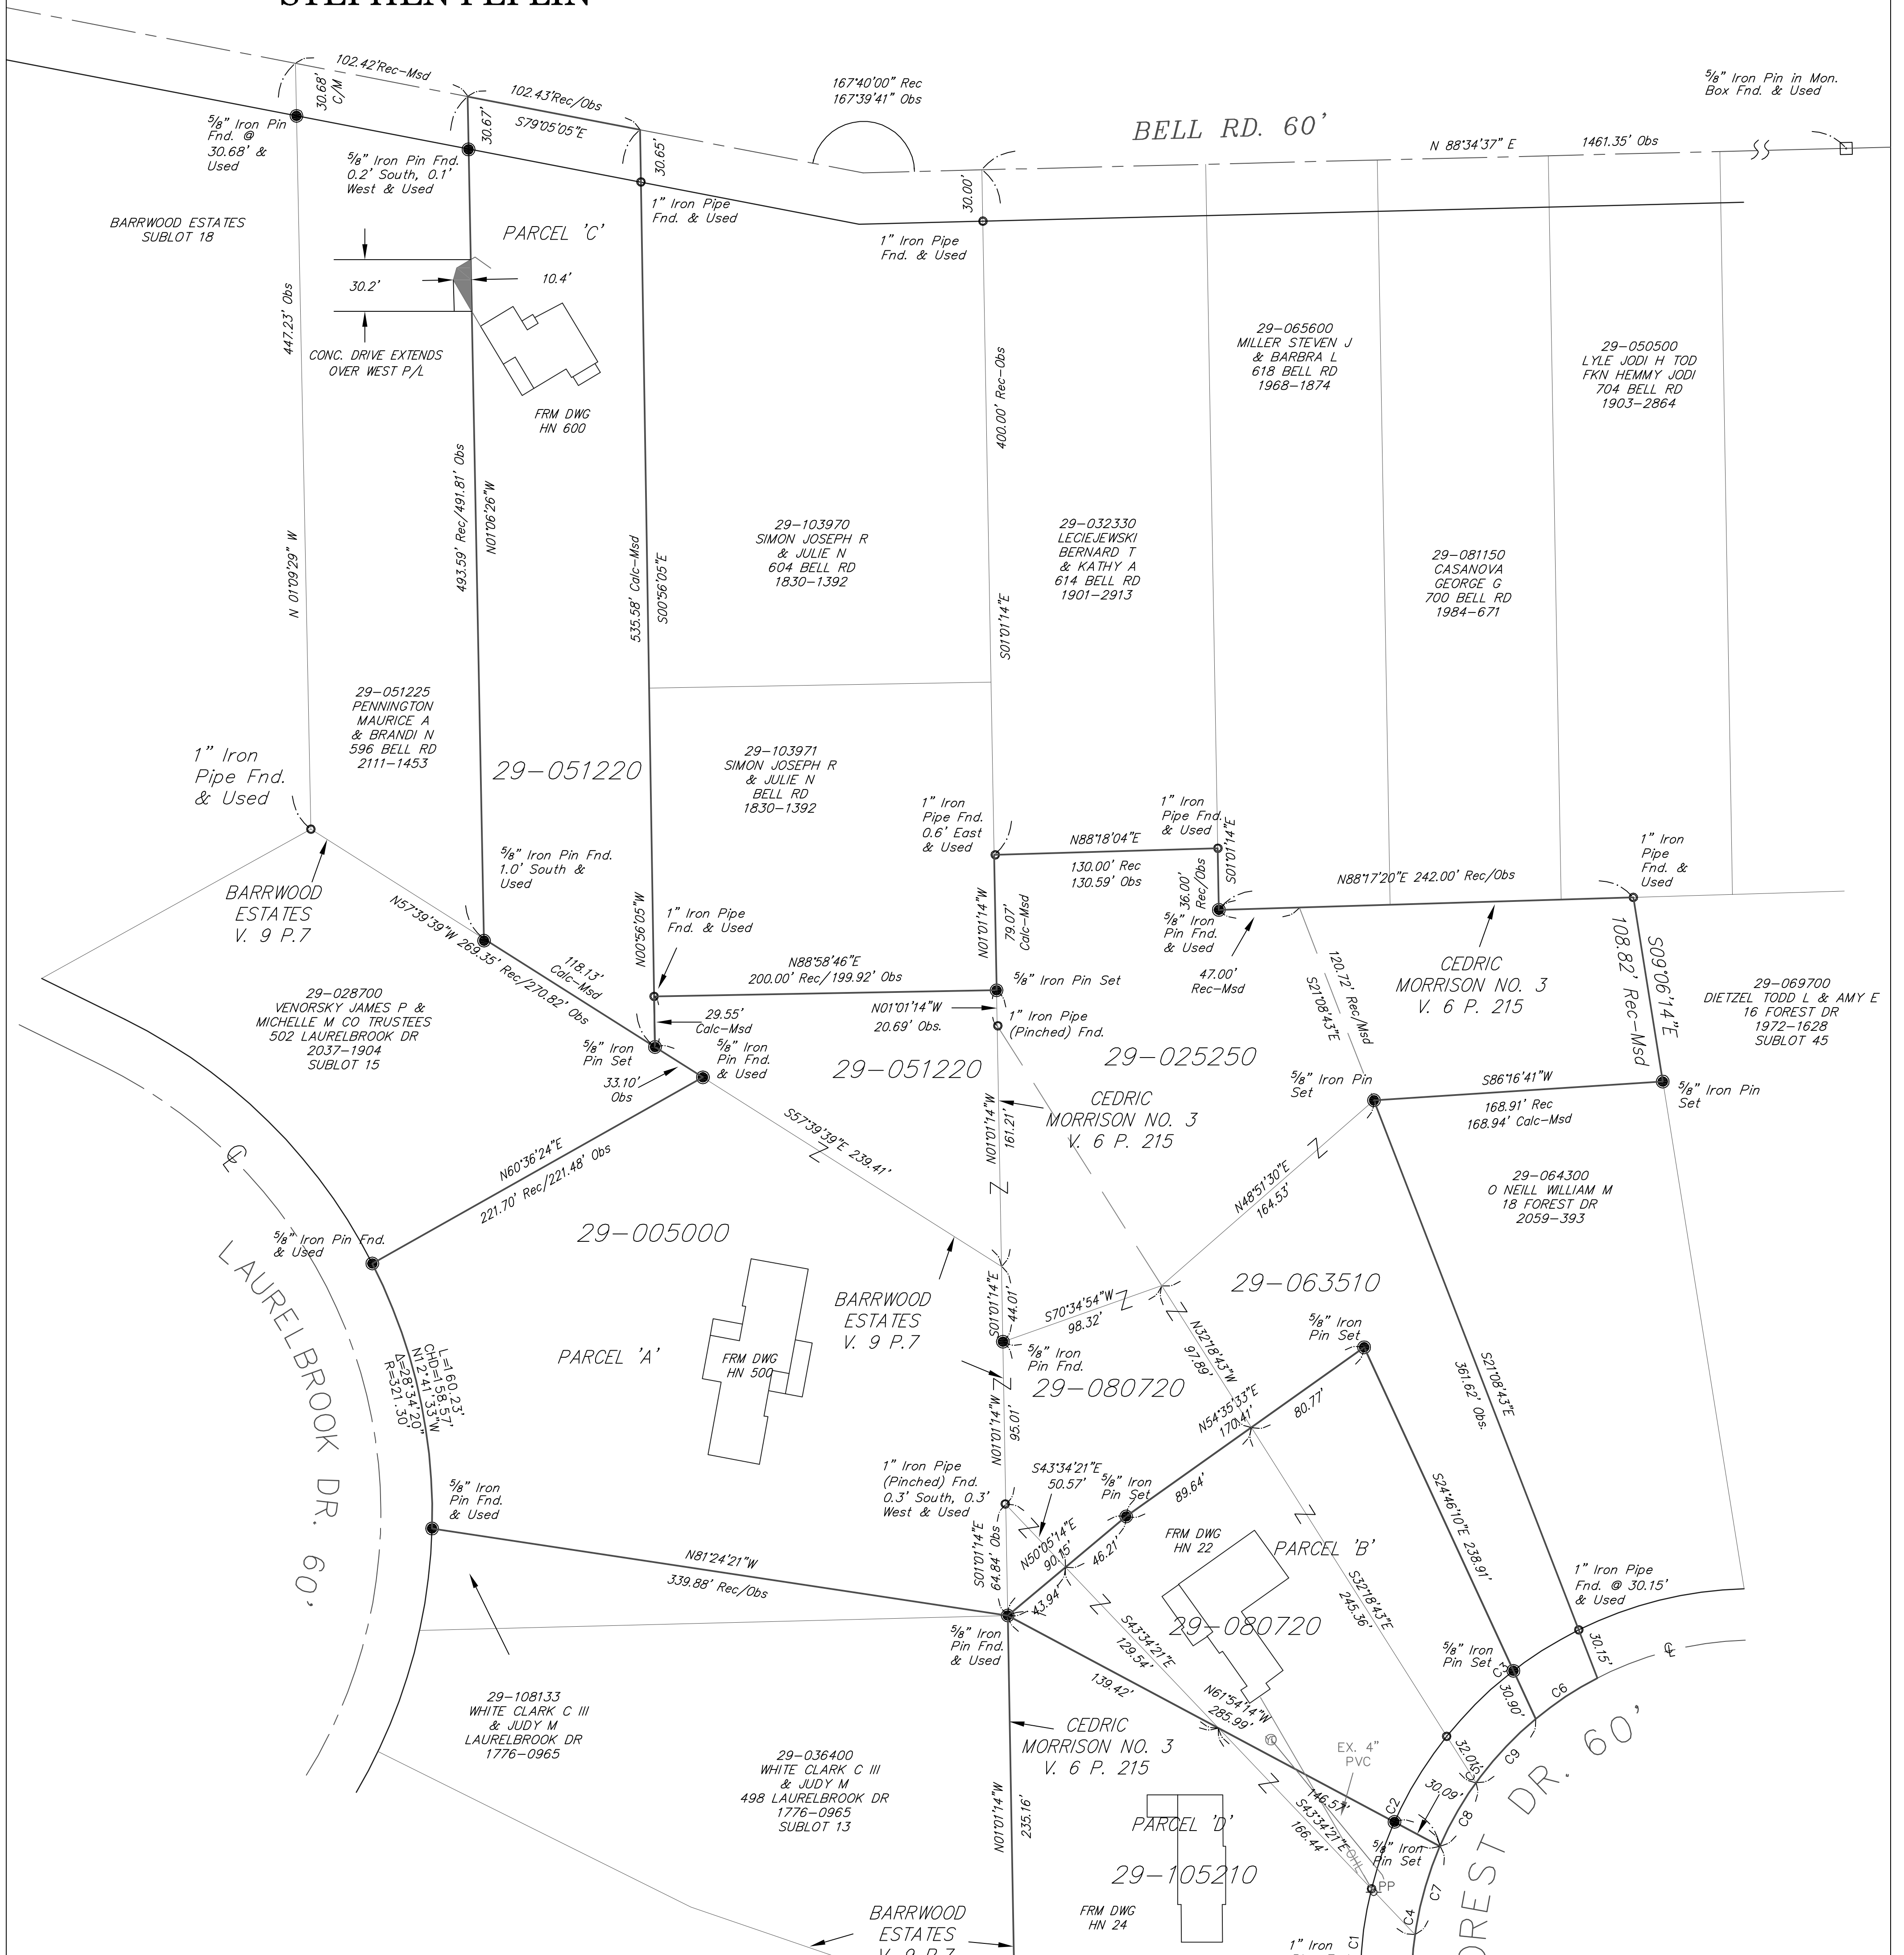 102.42'Rec-Msd
30.68'
C/M
102.43'Rec/Obs
S79°05'05"E
30.67'
30.65'
167°40'00" Rec
167°39'41" Obs
BELL RD. 60'
N 88°34'37" E
1461.35' Obs
5/8" Iron Pin in Mon.
Box Fnd. & Used
5/8" Iron Pin
Fnd. @
30.68' &
Used
5/8" Iron Pin Fnd.
0.2' South, 0.1'
West & Used
1" Iron Pipe
Fnd. & Used
30.00'
1" Iron Pipe
Fnd. & Used
BARRWOOD ESTATES
SUBLOT 18
PARCEL 'C'
30.2'
10.4'
CONC. DRIVE EXTENDS
OVER WEST P/L
FRM DWG
HN 600
447.23' Obs
N 01°09'29" W
493.59' Rec/491.81' Obs
N01°06'26"W
535.58' Calc-Msd
S00°56'05"E
400.00' Rec-Obs
S01°01'14"E
29-065600
MILLER STEVEN J
& BARBRA L
618 BELL RD
1968-1874
29-050500
LYLE JODI H TOD
FKN HEMMY JODI
704 BELL RD
1903-2864
29-103970
SIMON JOSEPH R
& JULIE N
604 BELL RD
1830-1392
29-032330
LECIEJEWSKI
BERNARD T
& KATHY A
614 BELL RD
1901-2913
29-081150
CASANOVA
GEORGE G
700 BELL RD
1984-671
29-051225
PENNINGTON
MAURICE A
& BRANDI N
596 BELL RD
2111-1453
29-051220
29-103971
SIMON JOSEPH R
& JULIE N
BELL RD
1830-1392
1" Iron
Pipe Fnd.
& Used
1" Iron
Pipe Fnd.
0.6' East
& Used
1" Iron
Pipe Fnd.
& Used
1" Iron
Pipe
Fnd. &
Used
N88°18'04"E
130.00' Rec
130.59' Obs
36.00'
Rec/Obs
S01°01'14"E
N88°17'20"E 242.00' Rec/Obs
5/8" Iron Pin Fnd.
1.0' South &
Used
BARRWOOD
ESTATES
V. 9 P.7
N57°39'39"W 269.35' Rec/270.82' Obs
118.13'
Calc-Msd
N00°56'05"W
1" Iron Pipe
Fnd. & Used
N88°58'46"E
200.00' Rec/199.92' Obs
N01°01'14"W
79.07'
Calc-Msd
5/8" Iron
Pin Fnd.
& Used
47.00'
Rec-Msd
120.72' Rec/Msd
S21°08'43"E
CEDRIC
MORRISON NO. 3
V. 6 P. 215
108.82' Rec-Msd
S09°06'14"E
29-069700
DIETZEL TODD L & AMY E
16 FOREST DR
1972-1628
SUBLOT 45
29-028700
VENORSKY JAMES P &
MICHELLE M CO TRUSTEES
502 LAURELBROOK DR
2037-1904
SUBLOT 15
5/8" Iron Pin Set
N01°01'14"W
20.69' Obs.
1" Iron Pipe
(Pinched) Fnd.
29.55'
Calc-Msd
5/8" Iron
Pin Set
5/8" Iron
Pin Fnd.
& Used
33.10'
Obs
29-051220
29-025250
CEDRIC
MORRISON NO. 3
V. 6 P. 215
5/8" Iron Pin
Set
S86°16'41"W
168.91' Rec
168.94' Calc-Msd
5/8" Iron Pin
Set
N60°36'24"E
221.70' Rec/221.48' Obs
S57°39'39"E 239.41'
N01°01'14"W
161.21'
N48°51'30"E
164.53'
29-064300
O NEILL WILLIAM M
18 FOREST DR
2059-393
5/8" Iron Pin Fnd.
& Used
29-005000
LAURELBROOK DR. 60'
BARRWOOD
ESTATES
V. 9 P.7
S01°01'14"E
44.01'
S70°34'54"W
98.32'
29-063510
5/8" Iron
Pin Set
N32°18'43"W
97.89'
PARCEL 'A'
FRM DWG
HN 500
L=160.23'
CHD=158.57'
N12°41'33"W
Δ=28°34'20"
R=321.30'
5/8" Iron
Pin Fnd.
29-080720
N01°01'14"W
95.01'
N54°35'33"E
170.41'
80.77'
89.64'
S21°08'43"E
361.62' Obs.
5/8" Iron
Pin Fnd.
& Used
1" Iron Pipe
(Pinched) Fnd.
0.3' South, 0.3'
West & Used
S43°34'21"E
50.57'
5/8" Iron
Pin Set
S24°46'10"E 238.91'
N81°24'21"W
339.88' Rec/Obs
S01°01'14"E
64.84' Obs
N50°05'14"E
90.15'
46.21'
43.94'
FRM DWG
HN 22
PARCEL 'B'
S32°18'43"E
245.36'
1" Iron Pipe
Fnd. @ 30.15'
& Used
30.15'
29-080720
S43°34'21"E
129.54'
5/8" Iron
Pin Fnd.
& Used
139.42'
N61°54'14"W
285.99'
5/8" Iron
Pin Set
C3
30.90'
C6
29-108133
WHITE CLARK C III
& JUDY M
LAURELBROOK DR
1776-0965
CEDRIC
MORRISON NO. 3
V. 6 P. 215
29-036400
WHITE CLARK C III
& JUDY M
498 LAURELBROOK DR
1776-0965
SUBLOT 13
N01°01'14"W
235.16'
EX. 4"
PVC
32.01'
C9
C2
30.09'
C8
146.57'
S43°34'21"E
166.44'
OHL
PP
5/8" Iron
Pin Set
C7
C4
C1
PARCEL 'D'
29-105210
FRM DWG
HN 24
DR. 60'
BARRWOOD
ESTATES
V. 9 P.7
1" Iron